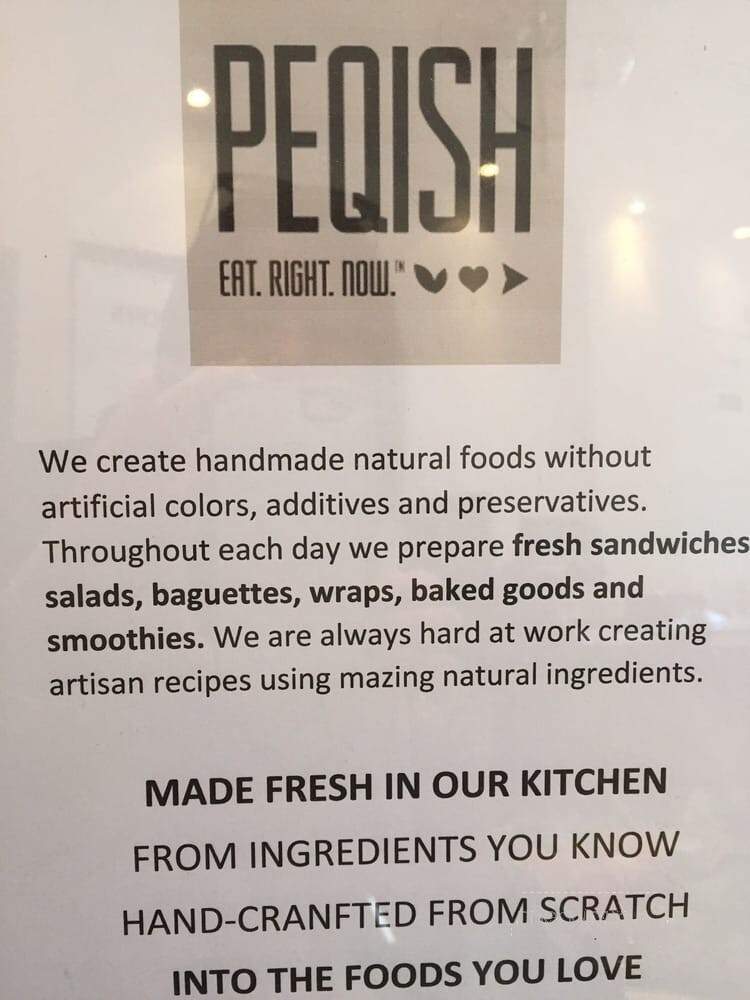 PEQISH
EAT. RIGHT. NOW.™
We create handmade natural foods without
artificial colors, additives and preservatives.
Throughout each day we prepare fresh sandwiches
salads, baguettes, wraps, baked goods and
smoothies. We are always hard at work creating
artisan recipes using mazing natural ingredients.
MADE FRESH IN OUR KITCHEN
FROM INGREDIENTS YOU KNOW
HAND-CRANFTED FROM SCRATCH
INTO THE FOODS YOU LOVE